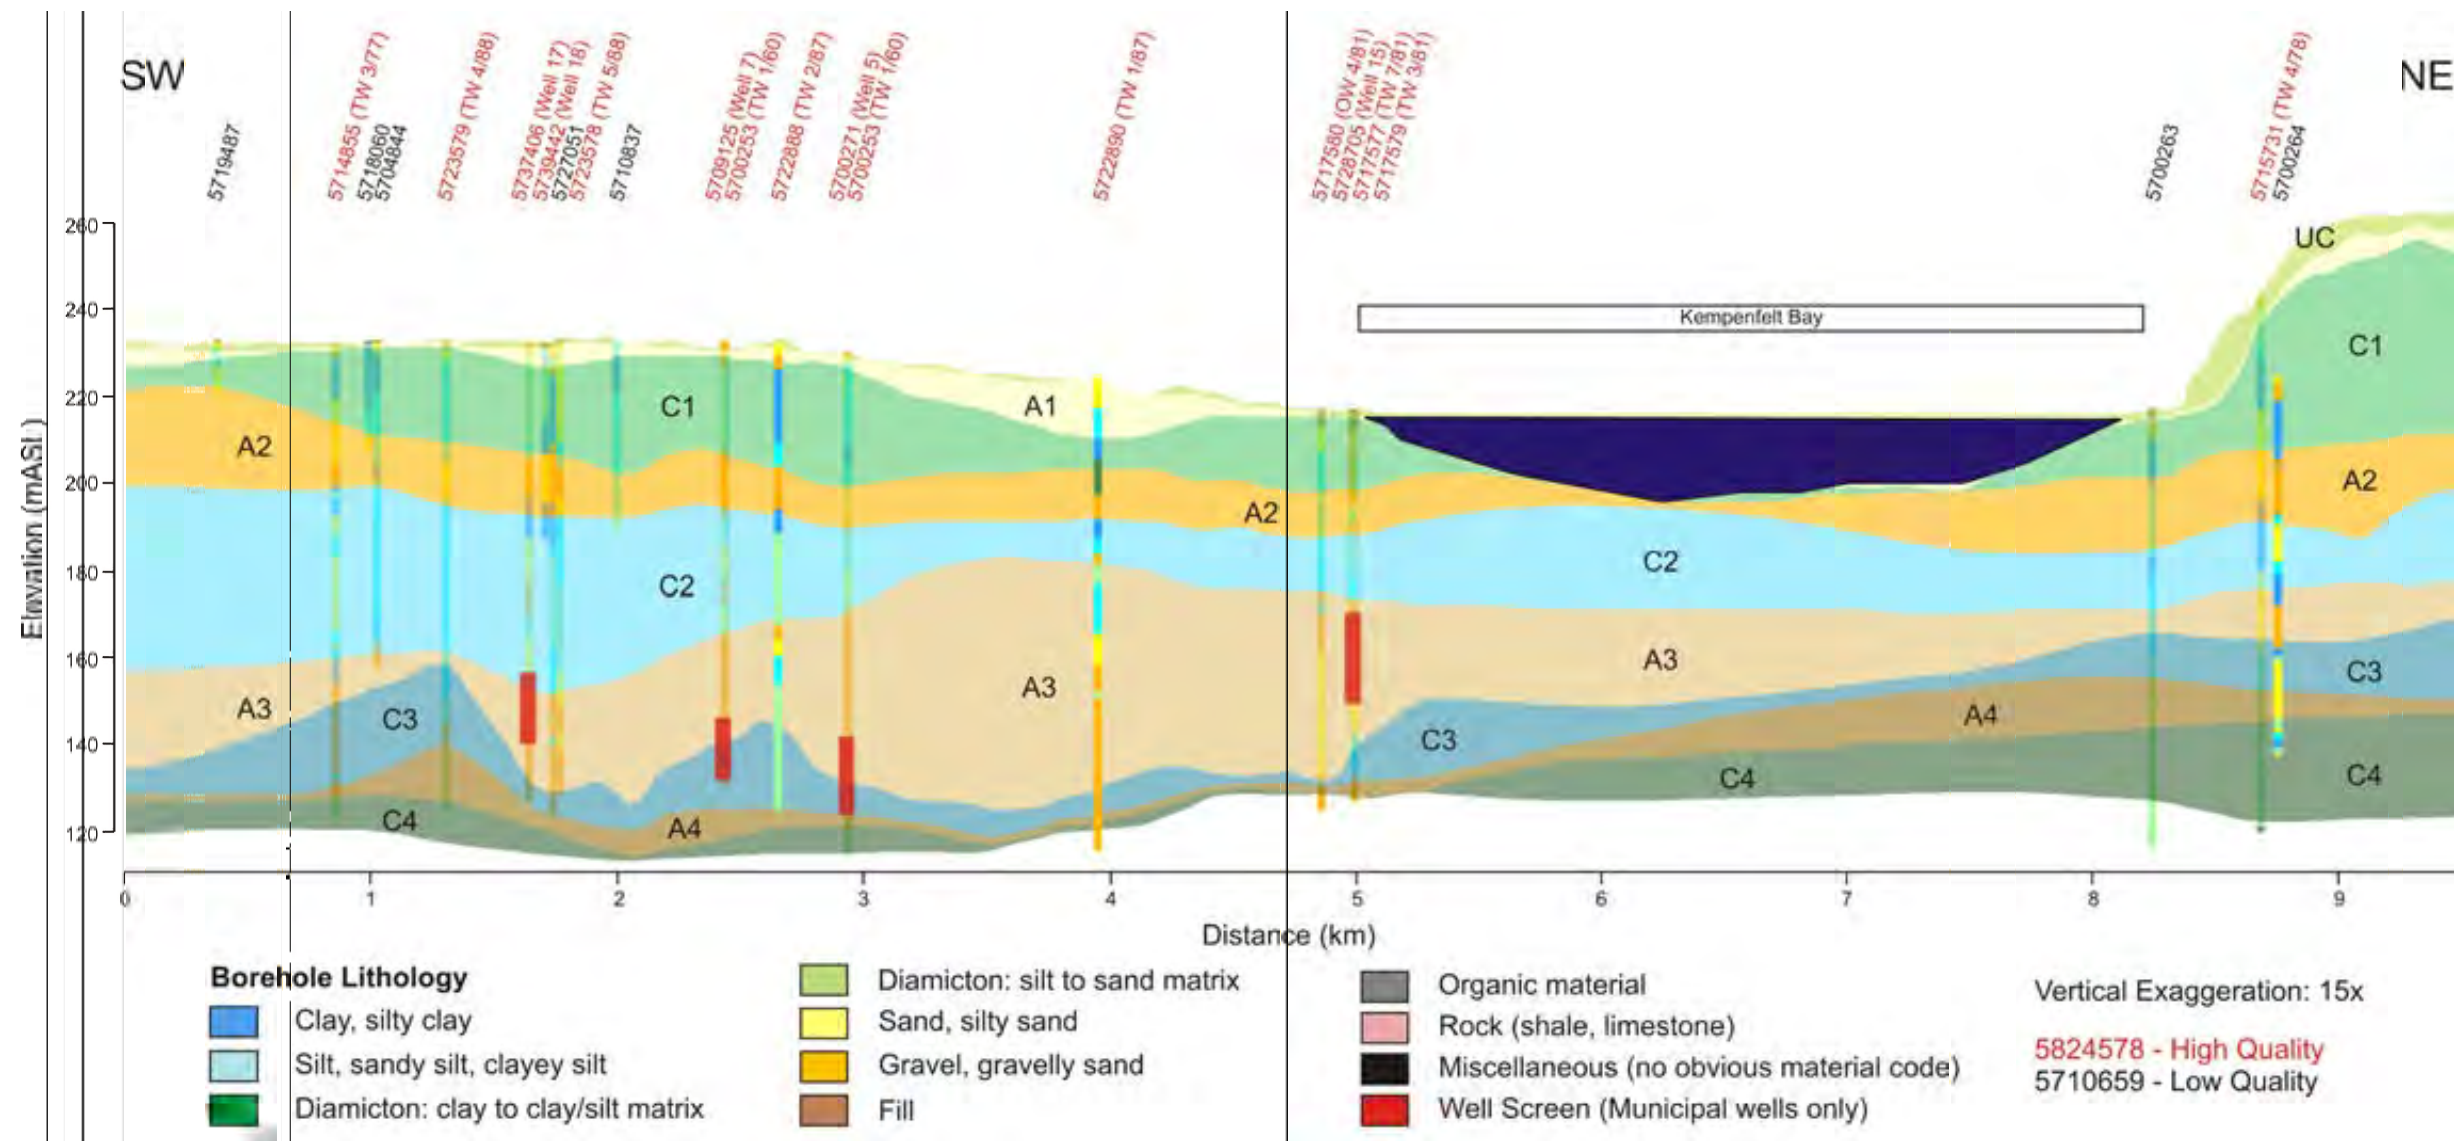 SW
NE
5719487
5714855 (TW 3/77)
5718060
5704844
5723579 (TW 4/88)
5737406 (Well 17)
5739442 (Well 18)
5727051
5723578 (TW 5/88)
5710837
5709125 (Well 7)
5700253 (TW 1/60)
5722888 (TW 2/87)
5700271 (Well 5)
5700253 (TW 1/60)
5722890 (TW 1/87)
5717580 (OW 4/81)
5728705 (Well 15)
5717577 (TW 7/81)
5717579 (TW 3/81)
5700263
5715731 (TW 4/78)
5700264
260
240
220
200
180
160
140
120
Elevation (mASL)
UC
Kempenfelt Bay
C1
C1
A1
A2
A2
A2
C2
C2
A3
A3
A3
C3
C3
C3
A4
A4
C4
C4
C4
0 1 2 3 4 5 6 7 8 9
Distance (km)
Borehole Lithology
Clay, silty clay
Silt, sandy silt, clayey silt
Diamicton: clay to clay/silt matrix
Diamicton: silt to sand matrix
Sand, silty sand
Gravel, gravelly sand
Fill
Organic material
Rock (shale, limestone)
Miscellaneous (no obvious material code)
Well Screen (Municipal wells only)
Vertical Exaggeration: 15x
5824578 - High Quality
5710659 - Low Quality